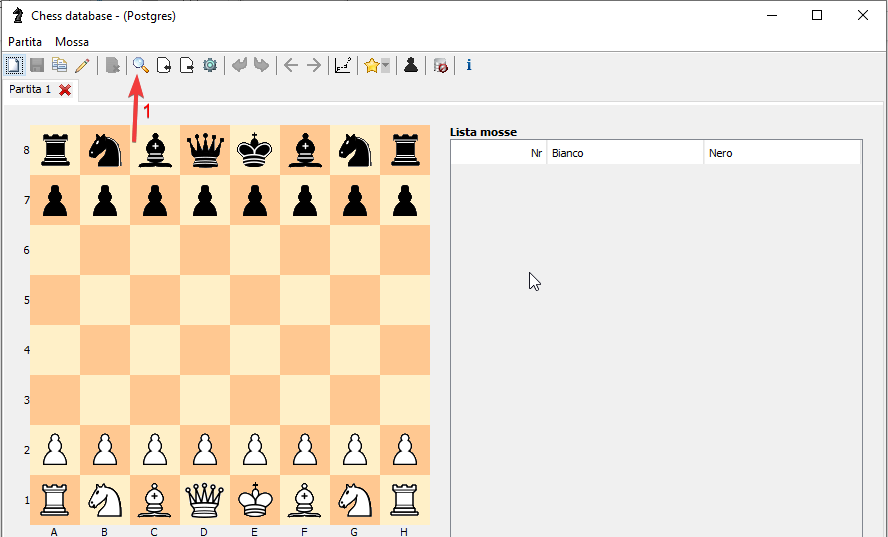 Chess database - (Postgres)
Partita Mossa
Partita 1
1
Lista mosse
Nr Bianco Nero
8
7
6
5
4
3
2
1
A B C D E F G H